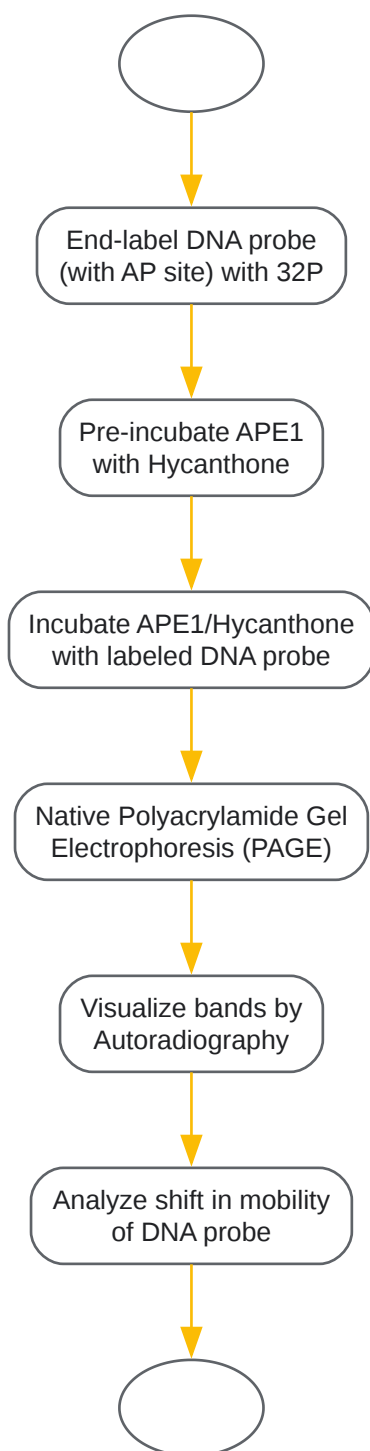 End-label DNA probe
(with AP site) with 32P
Pre-incubate APE1
with Hycanthone
Incubate APE1/Hycanthone
with labeled DNA probe
Native Polyacrylamide Gel
Electrophoresis (PAGE)
Visualize bands by
Autoradiography
Analyze shift in mobility
of DNA probe